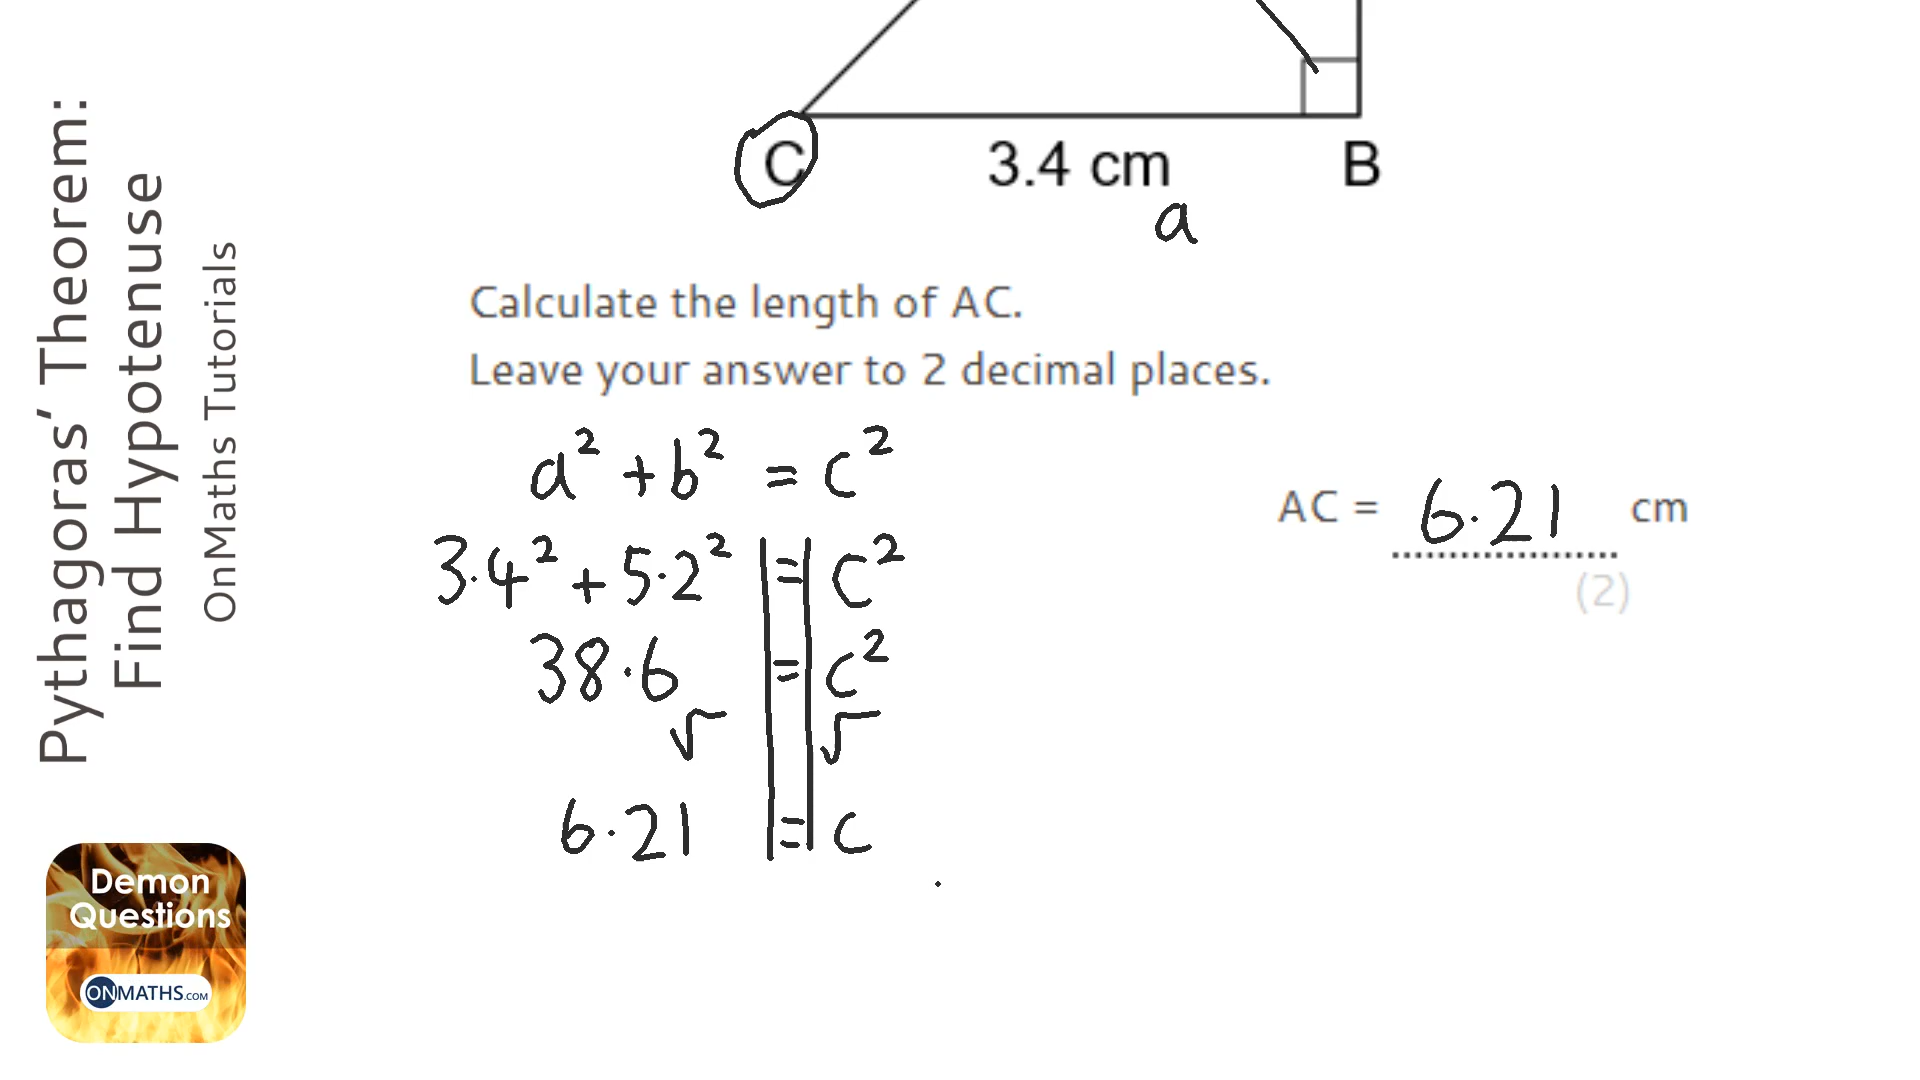 Pythagoras' Theorem:
Find Hypotenuse
OnMaths Tutorials
C 3.4 cm B
a
Calculate the length of AC.
Leave your answer to 2 decimal places.
a² + b² = c²
AC = 6.21 cm
(2)
3.4² + 5.2² = c²
38.6 = c²
√ √
6.21 = c
Demon
Questions
ONMATHS.COM